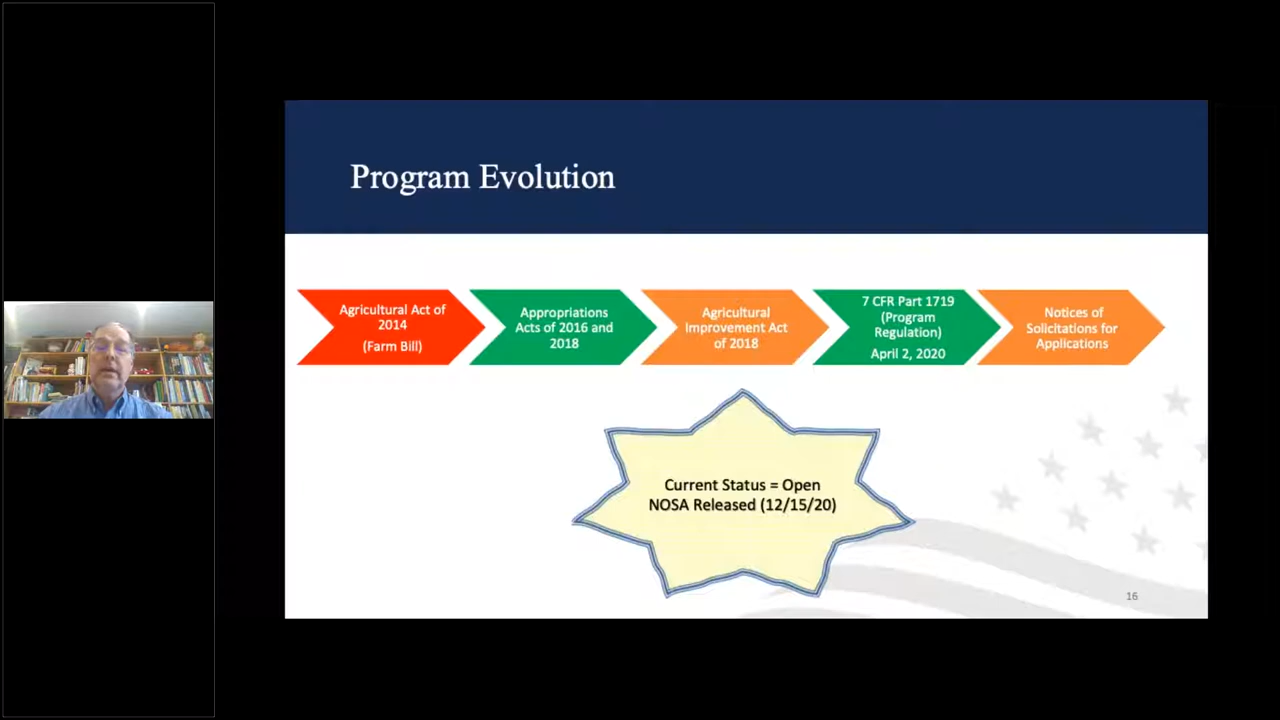 Program Evolution
Agricultural Act of
2014
(Farm Bill)
Appropriations
Acts of 2016 and
2018
Agricultural
Improvement Act
of 2018
7 CFR Part 1719
(Program
Regulation)
April 2, 2020
Notices of
Solicitations for
Applications
Current Status = Open
NOSA Released (12/15/20)
16